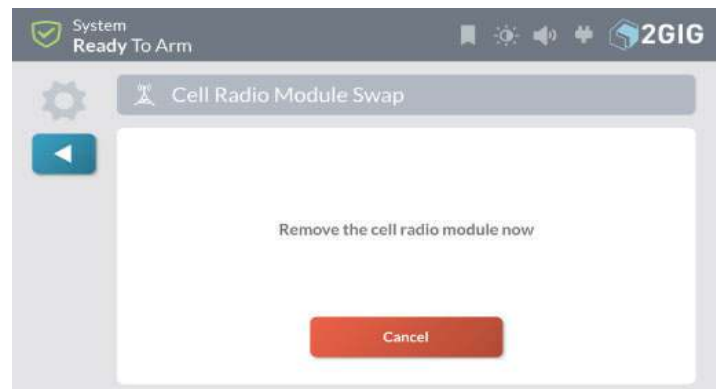 System
Ready To Arm
2GIG
Cell Radio Module Swap
Remove the cell radio module now
Cancel